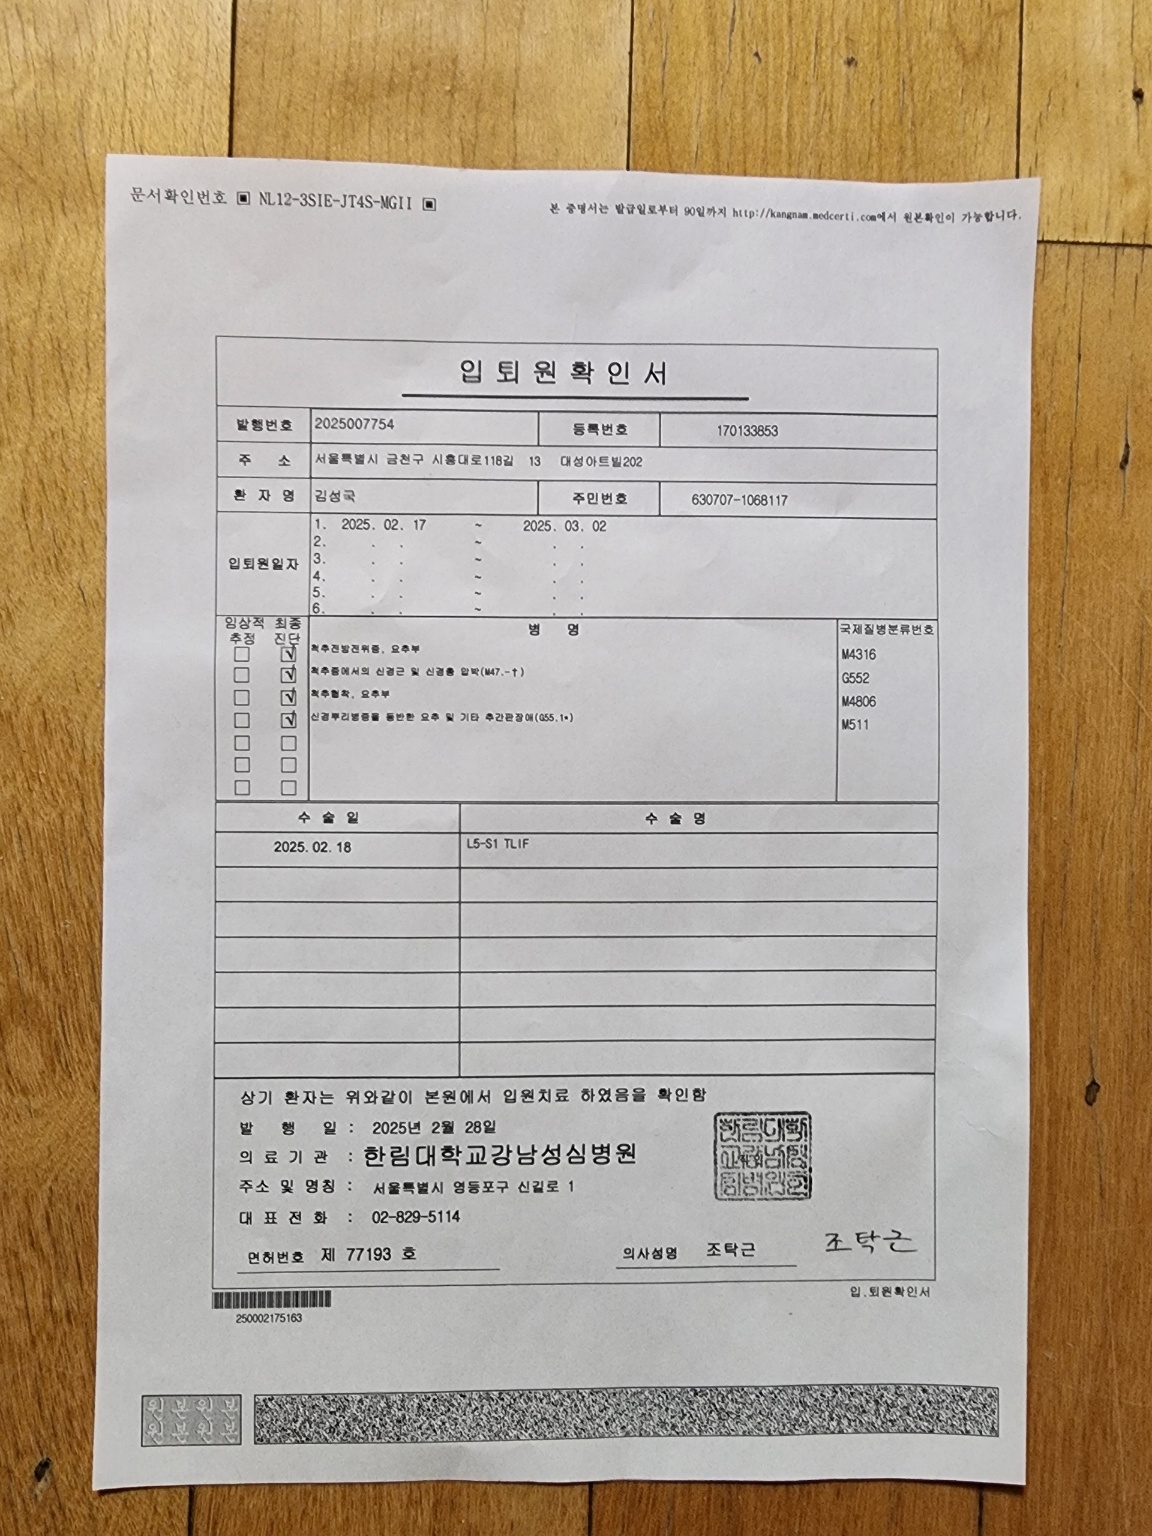 문서확인번호 ▣ NL12-3SIE-JT4S-MGII ▣
본 증명서는 발급일로부터 90일까지 http://kangnam.medcerti.com에서 원본확인이 가능합니다.
입 퇴 원 확 인 서
발행번호 2025007754 등록번호 170133853
주 소 서울특별시 금천구 시흥대로118길 13 대성아트빌202
환 자 명 김성국 주민번호 630707-1068117
입퇴원일자
1. 2025. 02. 17 ~ 2025. 03. 02
2. . . ~ . .
3. . . ~ . .
4. . . ~ . .
5. . . ~ . .
6. . . ~ . .
임상적 추정 최종 진단 병 명 국제질병분류번호
☐ ☑ 척추전방전위증, 요추부 M4316
☐ ☑ 척추증에서의 신경근 및 신경총 압박(M47.-†) G552
☐ ☑ 척추협착, 요추부 M4806
☐ ☑ 신경뿌리병증을 동반한 요추 및 기타 추간판장애(G55.1*) M511
☐ ☐
☐ ☐
☐ ☐
수 술 일 수 술 명
2025. 02. 18 L5-S1 TLIF
상기 환자는 위와같이 본원에서 입원치료 하였음을 확인함
발 행 일 : 2025년 2월 28일
의 료 기 관 : 한림대학교강남성심병원
주소 및 명칭 : 서울특별시 영등포구 신길로 1
대 표 전 화 : 02-829-5114
면허번호 제 77193 호 의사성명 조탁근 조탁근
입.퇴원확인서
250002175163
원 본 원 본
원 본 원 본